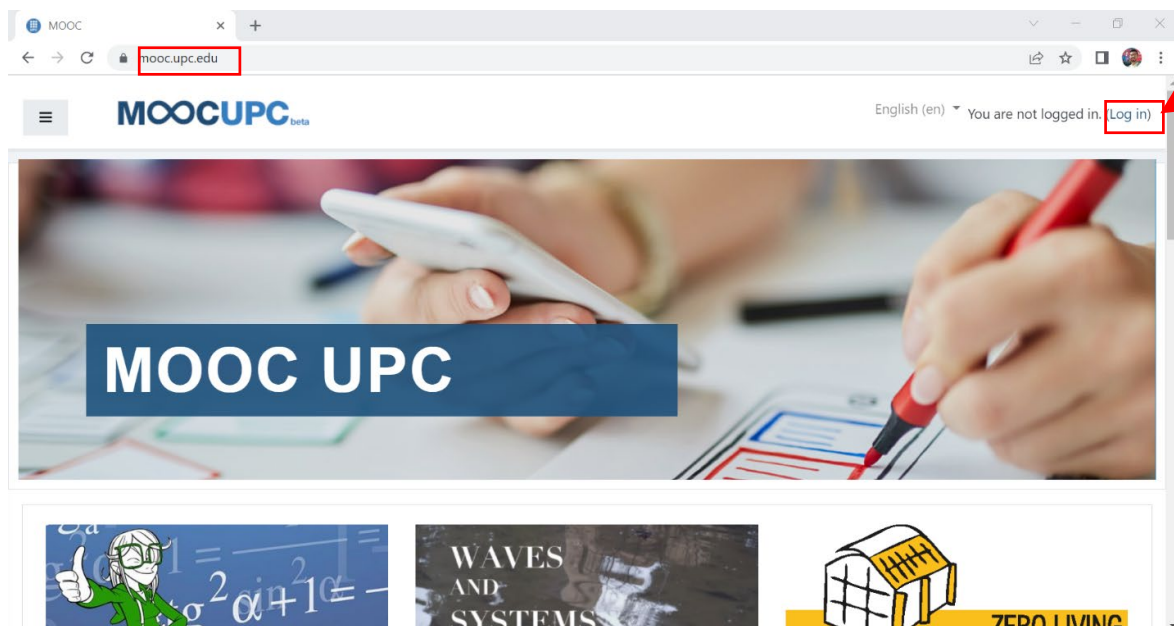 MOOC
mooc.upc.edu
MOOCUPC beta
English (en) You are not logged in. (Log in)
MOOC UPC
WAVES
AND
SYSTEMS
ZERO LIVING